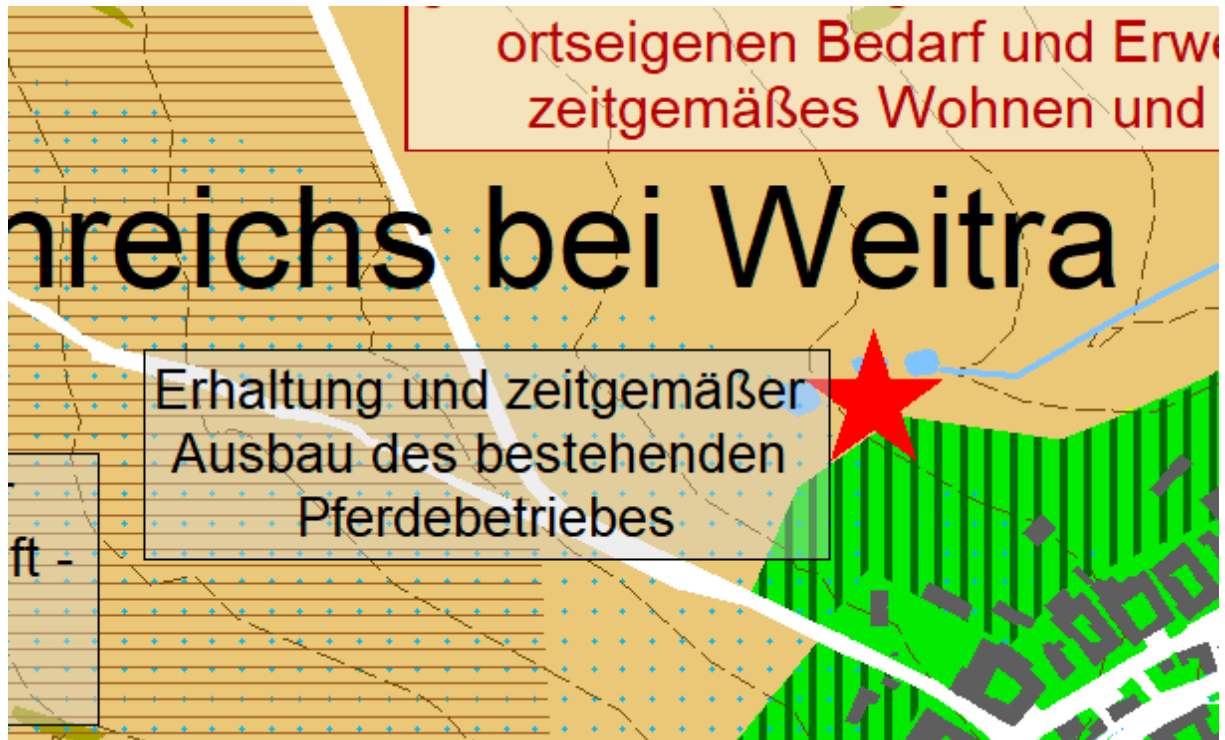 ortseigenen Bedarf und Erwe
zeitgemäßes Wohnen und
nreichs bei Weitra
Erhaltung und zeitgemäßer
Ausbau des bestehenden
Pferdebetriebes
ft -